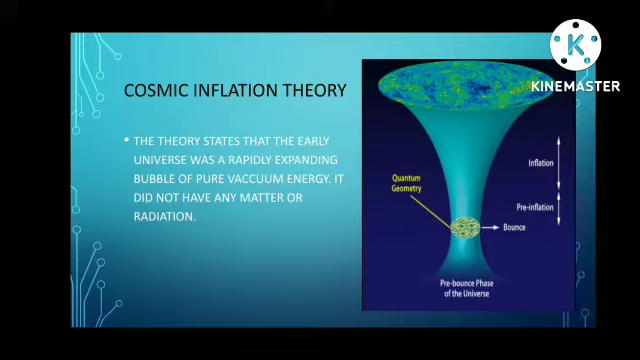 COSMIC INFLATION THEORY
• THE THEORY STATES THAT THE EARLY
UNIVERSE WAS A RAPIDLY EXPANDING
BUBBLE OF PURE VACCUUM ENERGY. IT
DID NOT HAVE ANY MATTER OR
RADIATION.
K
KINEMASTER
Inflation
Quantum
Geometry
Pre-inflation
Bounce
Pre-bounce Phase
of the Universe